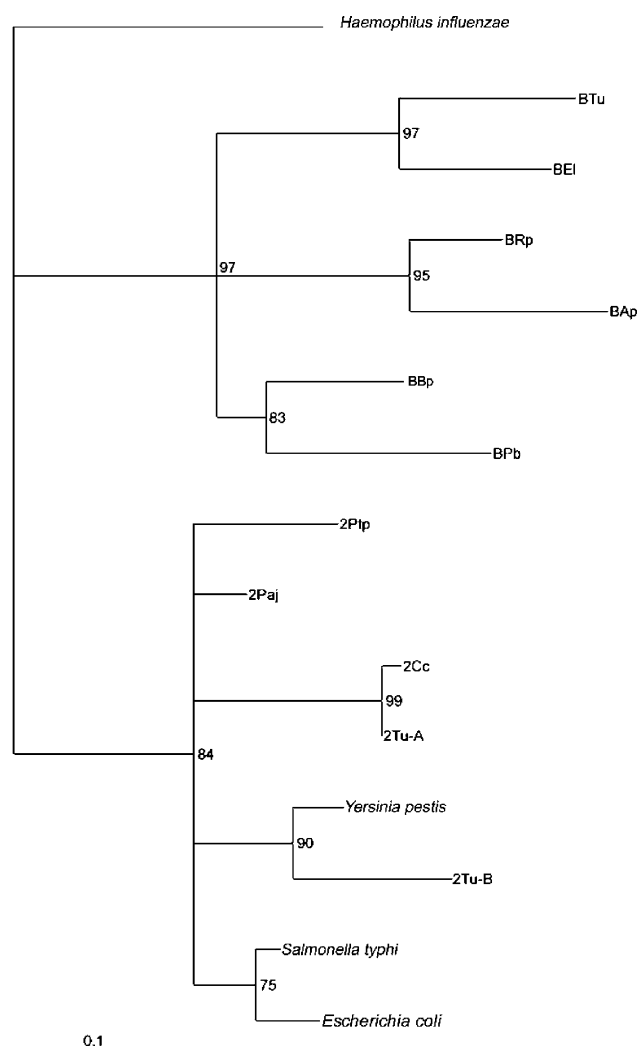 Haemophilus influenzae
BTu
97
BEl
BRp
97
95
BAp
BBp
83
BPb
2Ptp
2Paj
2Cc
99
2Tu-A
84
Yersinia pestis
90
2Tu-B
Salmonella typhi
75
Escherichia coli
0.1